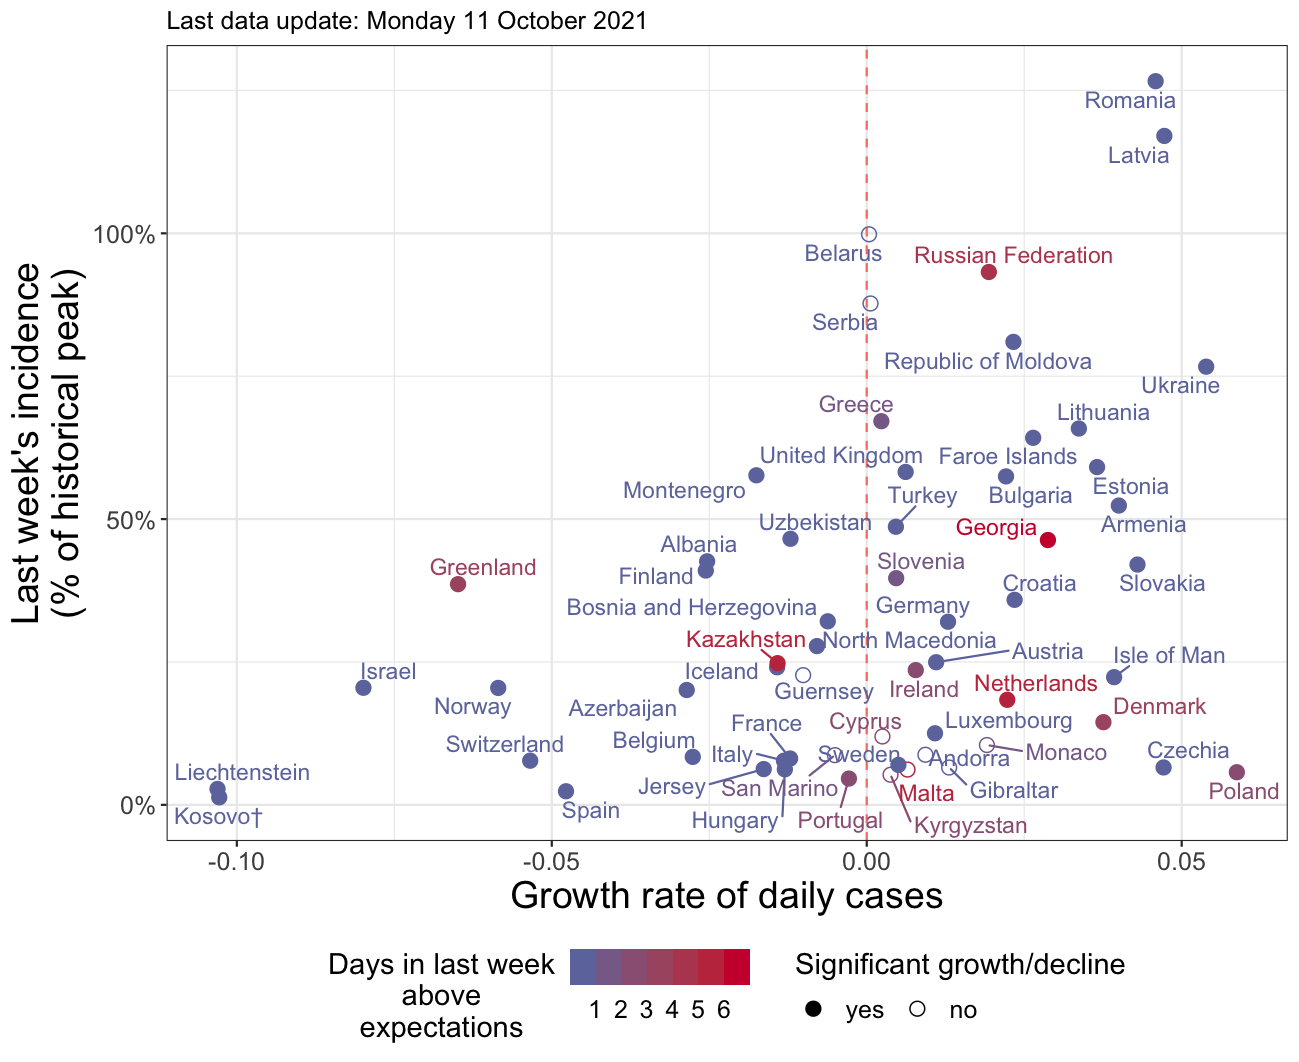 Last data update: Monday 11 October 2021
Last week's incidence
(% of historical peak)
100%
50%
0%
Romania
Latvia
Belarus
Russian Federation
Serbia
Republic of Moldova
Ukraine
Greece
Lithuania
United Kingdom
Faroe Islands
Montenegro
Turkey
Bulgaria
Estonia
Uzbekistan
Georgia
Armenia
Albania
Greenland
Finland
Slovenia
Croatia
Slovakia
Bosnia and Herzegovina
Germany
Kazakhstan
North Macedonia
Austria
Isle of Man
Israel
Iceland
Guernsey
Ireland
Netherlands
Norway
Azerbaijan
Denmark
France
Cyprus
Luxembourg
Switzerland
Belgium
Italy
Sweden
Andorra
Monaco
Czechia
Liechtenstein
Jersey
San Marino
Malta
Gibraltar
Poland
Kosovo†
Spain
Hungary
Portugal
Kyrgyzstan
-0.10
-0.05
0.00
0.05
Growth rate of daily cases
Days in last week
above
expectations
1 2 3 4 5 6
Significant growth/decline
yes
no